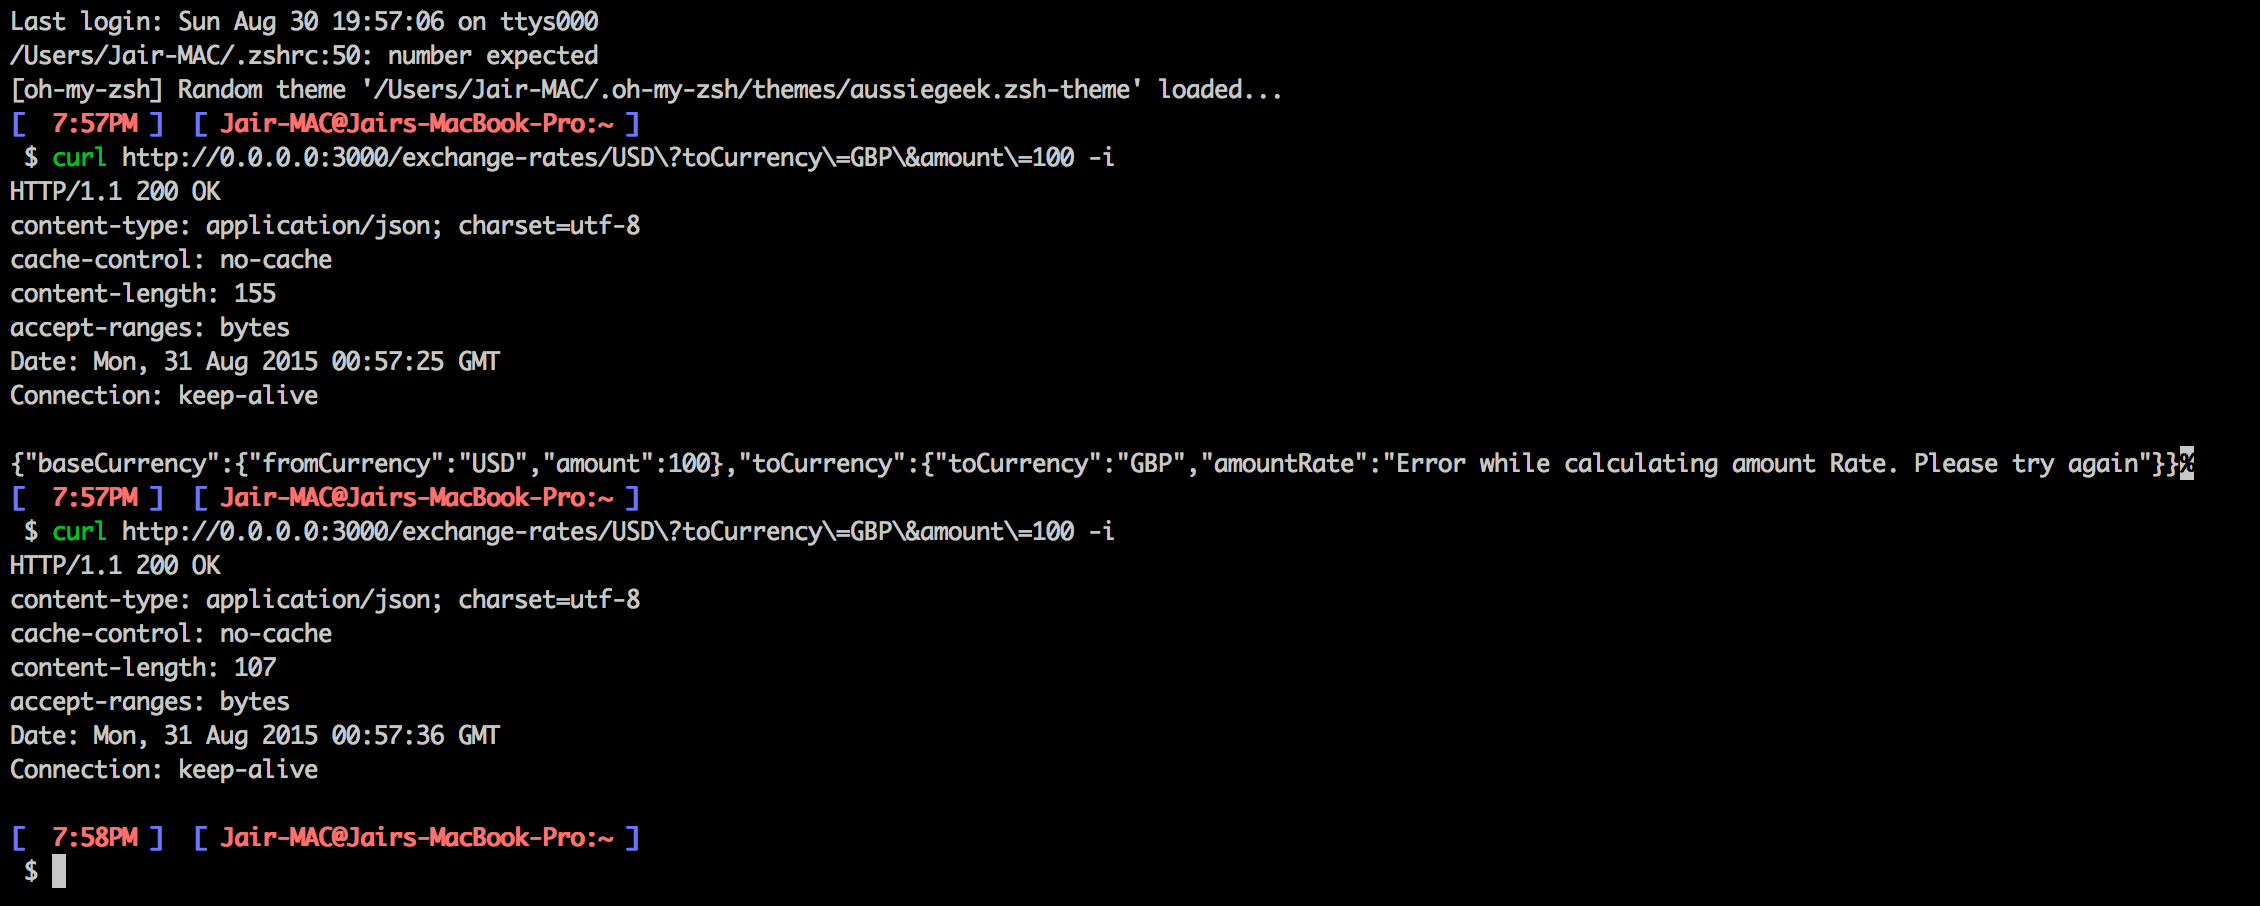 Last login: Sun Aug 30 19:57:06 on ttys000
/Users/Jair-MAC/.zshrc:50: number expected
[oh-my-zsh] Random theme '/Users/Jair-MAC/.oh-my-zsh/themes/aussiegeek.zsh-theme' loaded...
[  7:57PM ]  [ Jair-MAC@Jairs-MacBook-Pro:~ ]
 $ curl http://0.0.0.0:3000/exchange-rates/USD\?toCurrency\=GBP\&amount\=100 -i
HTTP/1.1 200 OK
content-type: application/json; charset=utf-8
cache-control: no-cache
content-length: 155
accept-ranges: bytes
Date: Mon, 31 Aug 2015 00:57:25 GMT
Connection: keep-alive

{"baseCurrency":{"fromCurrency":"USD","amount":100},"toCurrency":{"toCurrency":"GBP","amountRate":"Error while calculating amount Rate. Please try again"}}%
[  7:57PM ]  [ Jair-MAC@Jairs-MacBook-Pro:~ ]
 $ curl http://0.0.0.0:3000/exchange-rates/USD\?toCurrency\=GBP\&amount\=100 -i
HTTP/1.1 200 OK
content-type: application/json; charset=utf-8
cache-control: no-cache
content-length: 107
accept-ranges: bytes
Date: Mon, 31 Aug 2015 00:57:36 GMT
Connection: keep-alive

[  7:58PM ]  [ Jair-MAC@Jairs-MacBook-Pro:~ ]
 $